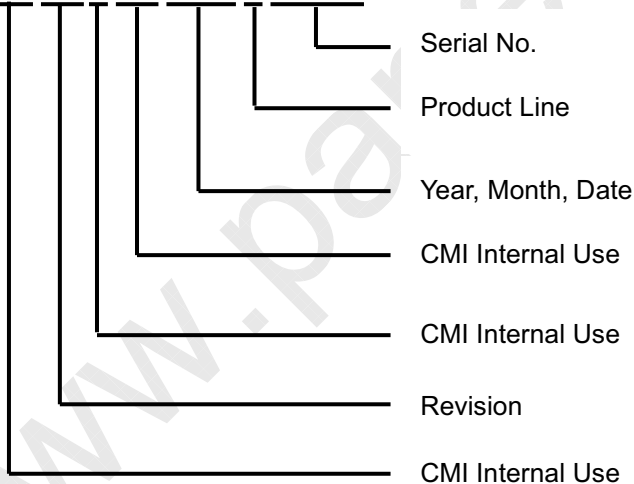 Serial No.
Product Line
Year, Month, Date
CMI Internal Use
CMI Internal Use
Revision
CMI Internal Use